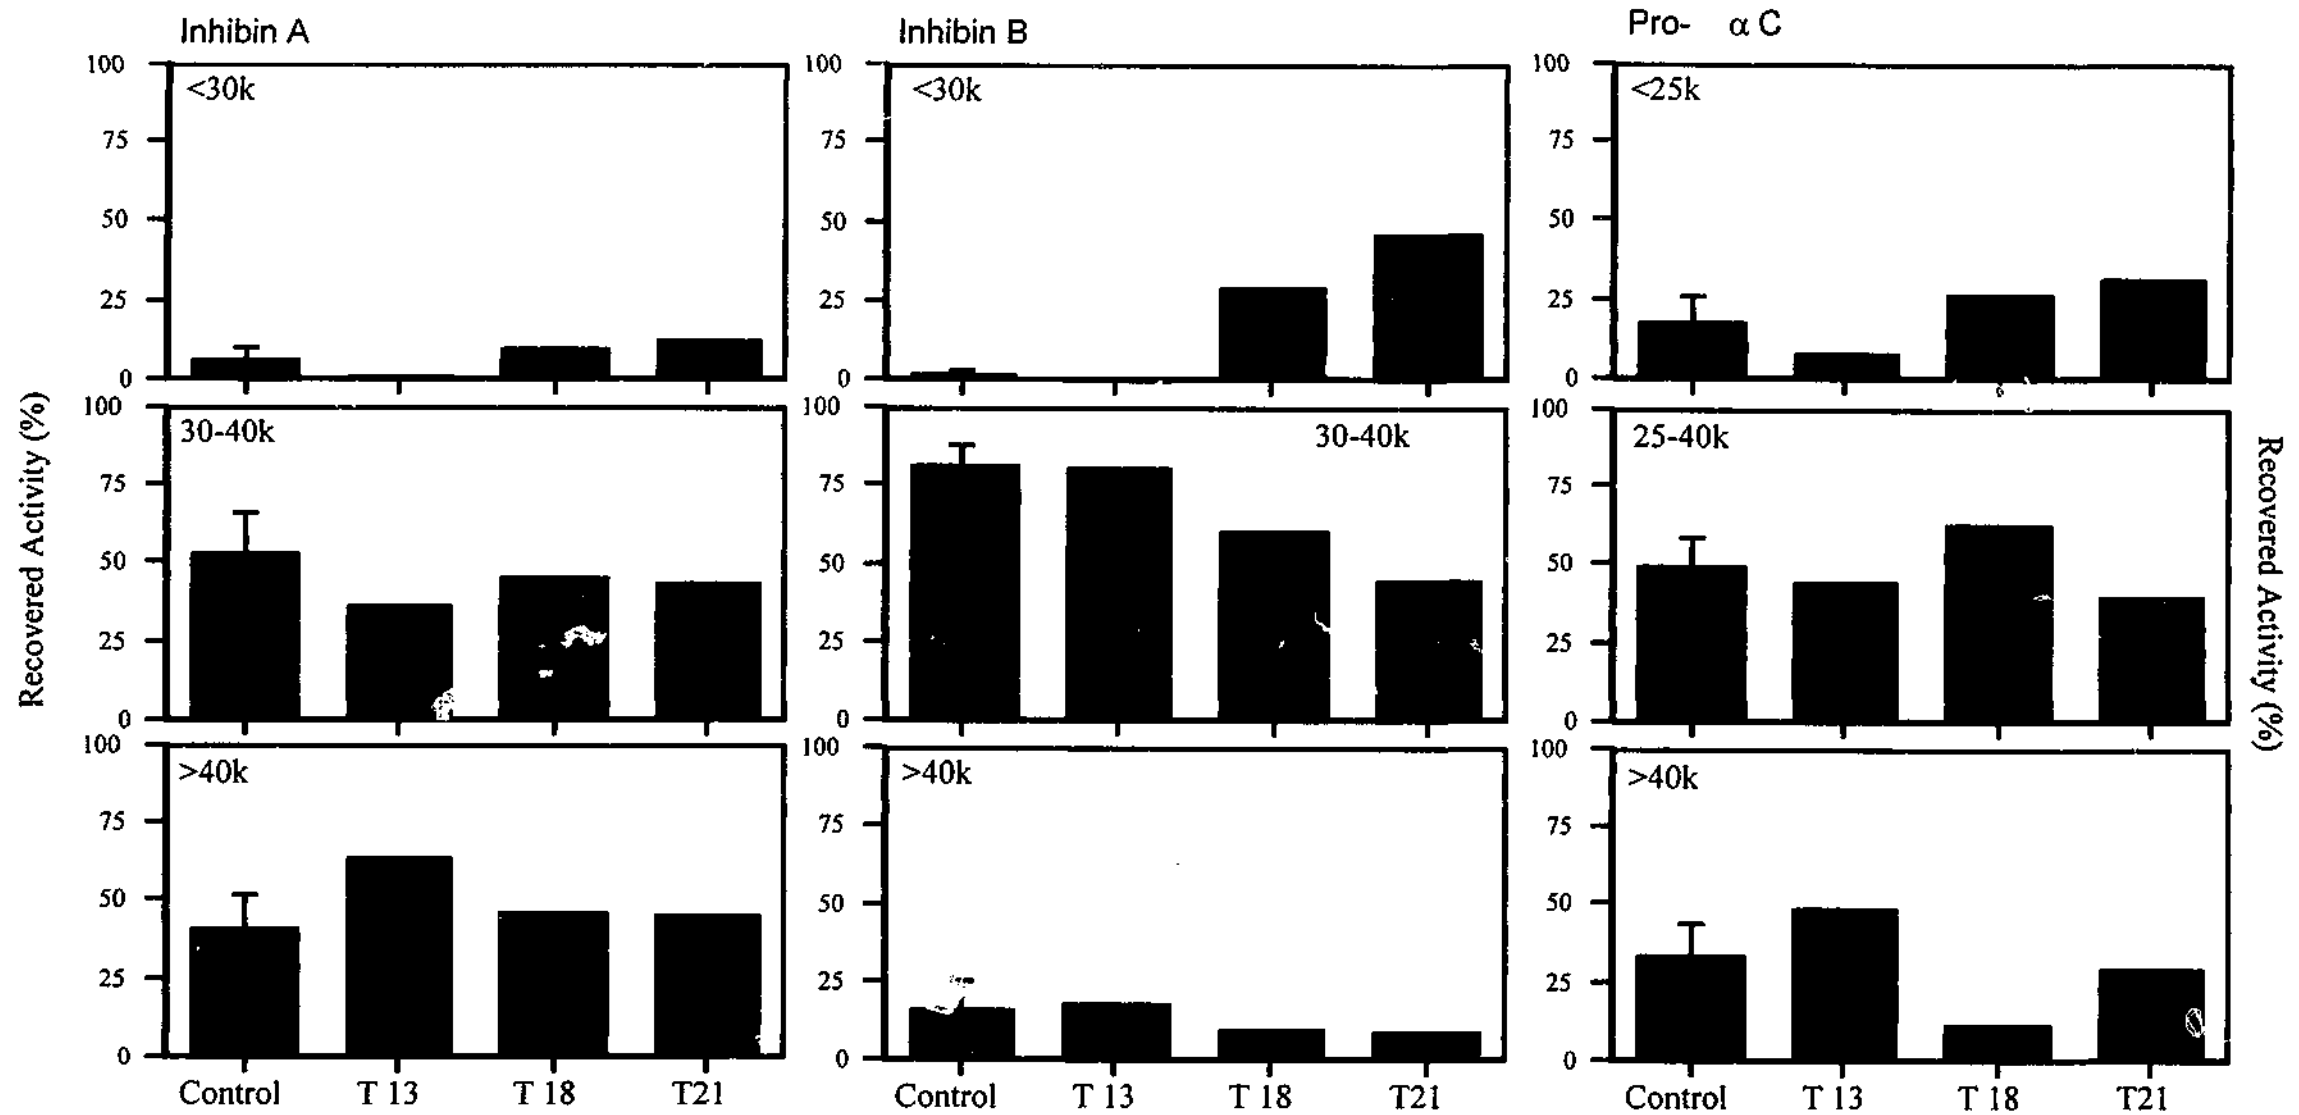 Inhibin A
Inhibin B
Pro- α C
100
<30k
75
50
25
0
100
<30k
75
50
25
0
100
<25k
75
50
25
0
Recovered Activity (%)
100
30-40k
75
50
25
0
100
30-40k
75
50
25
0
100
25-40k
75
50
25
0
Recovered Activity (%)
100
>40k
75
50
25
0
Control T 13 T 18 T21
100
>40k
75
50
25
0
Control T 13 T 18 T21
100
>40k
75
50
25
0
Control T 13 T 18 T21